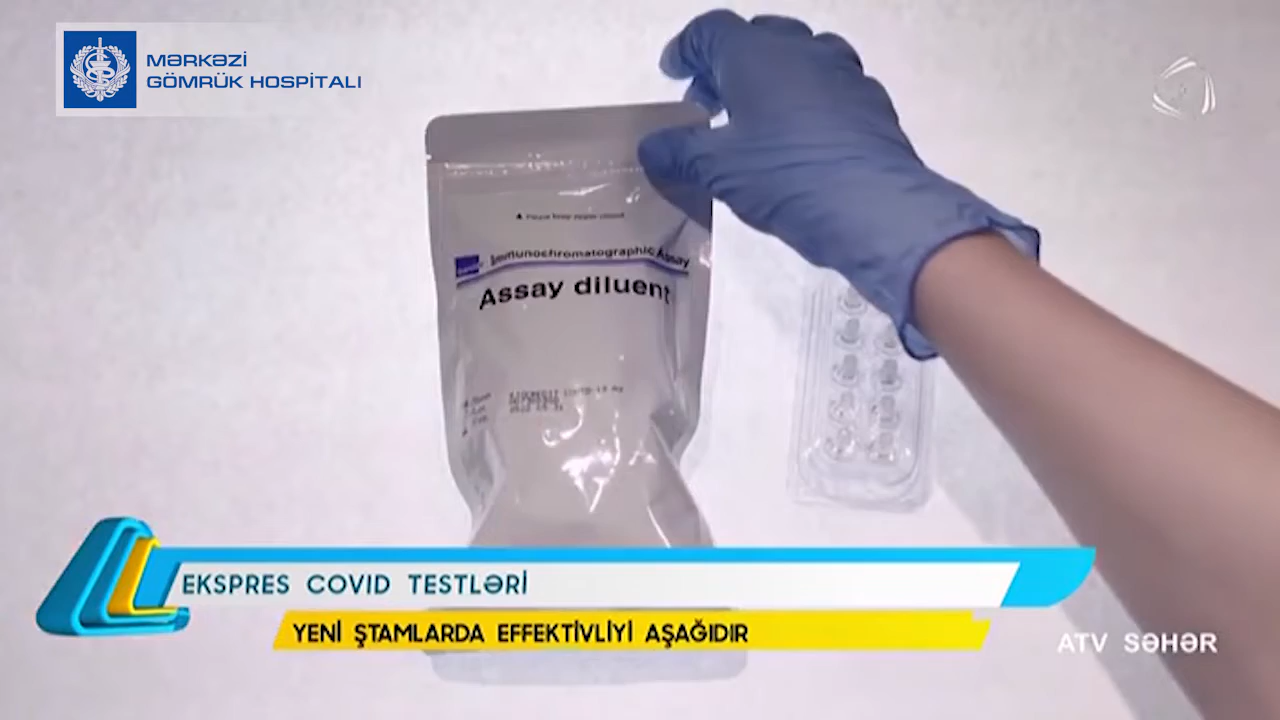 MƏRKƏZİ
GÖMRÜK HOSPİTALI
Immunochromatographic Assay
Assay diluent
EKSPRES COVID TESTLƏRİ
YENİ ŞTAMLARDA EFFEKTİVLİYİ AŞAĞIDIR
ATV SƏHƏR